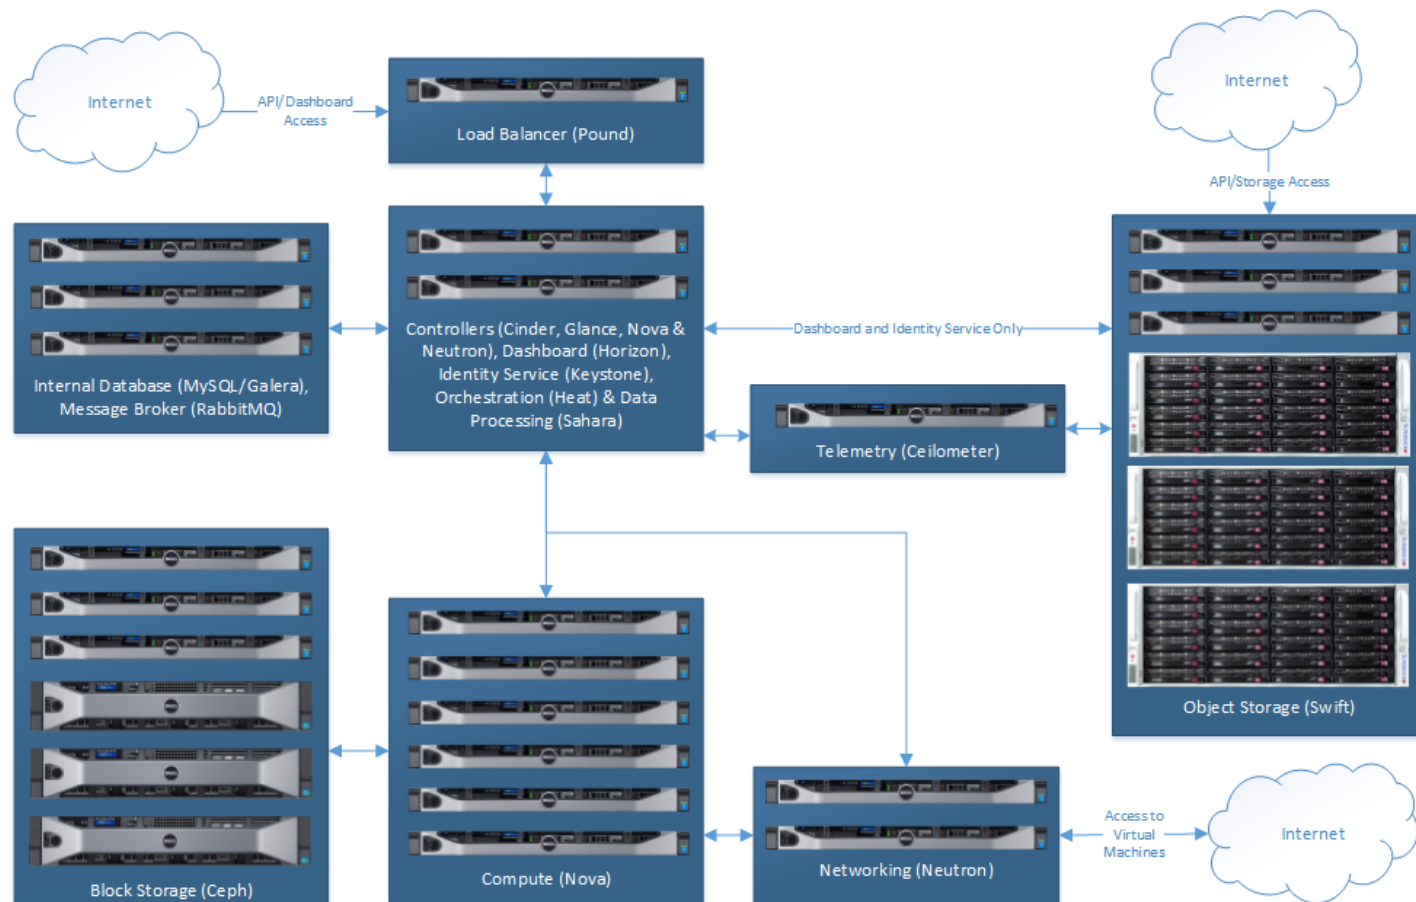 Internet
API/Dashboard
Access
Load Balancer (Pound)
Internet
API/Storage Access
Internal Database (MySQL/Galera),
Message Broker (RabbitMQ)
Controllers (Cinder, Glance, Nova &
Neutron), Dashboard (Horizon),
Identity Service (Keystone),
Orchestration (Heat) & Data
Processing (Sahara)
Dashboard and Identity Service Only
Telemetry (Ceilometer)
Object Storage (Swift)
Block Storage (Ceph)
Compute (Nova)
Networking (Neutron)
Access to
Virtual
Machines
Internet